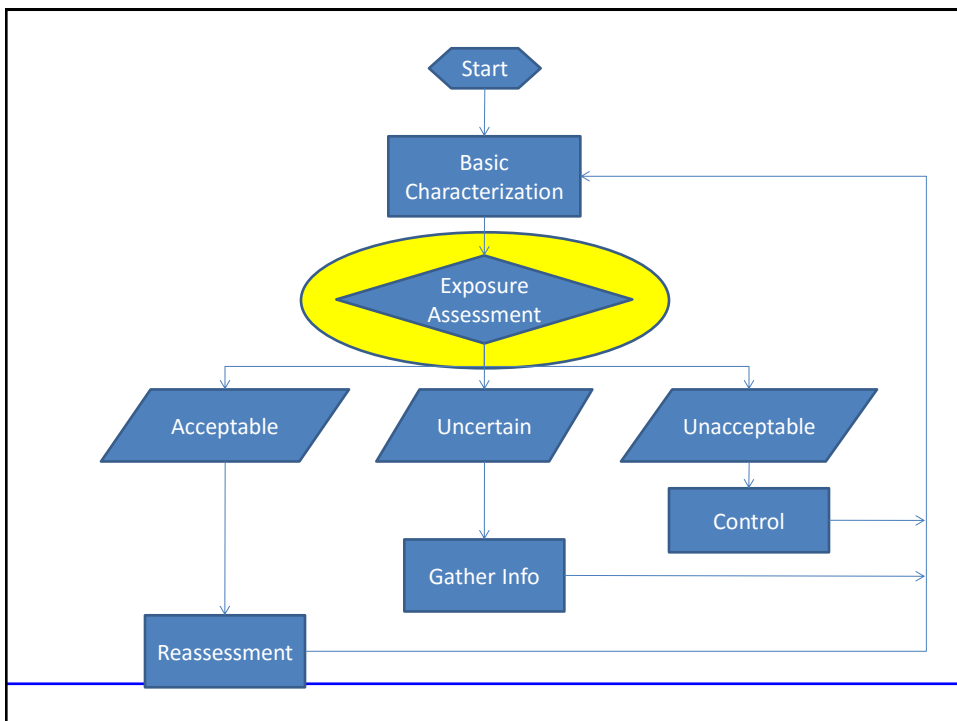 Start
Basic
Characterization
Exposure
Assessment
Acceptable
Uncertain
Unacceptable
Control
Gather Info
Reassessment